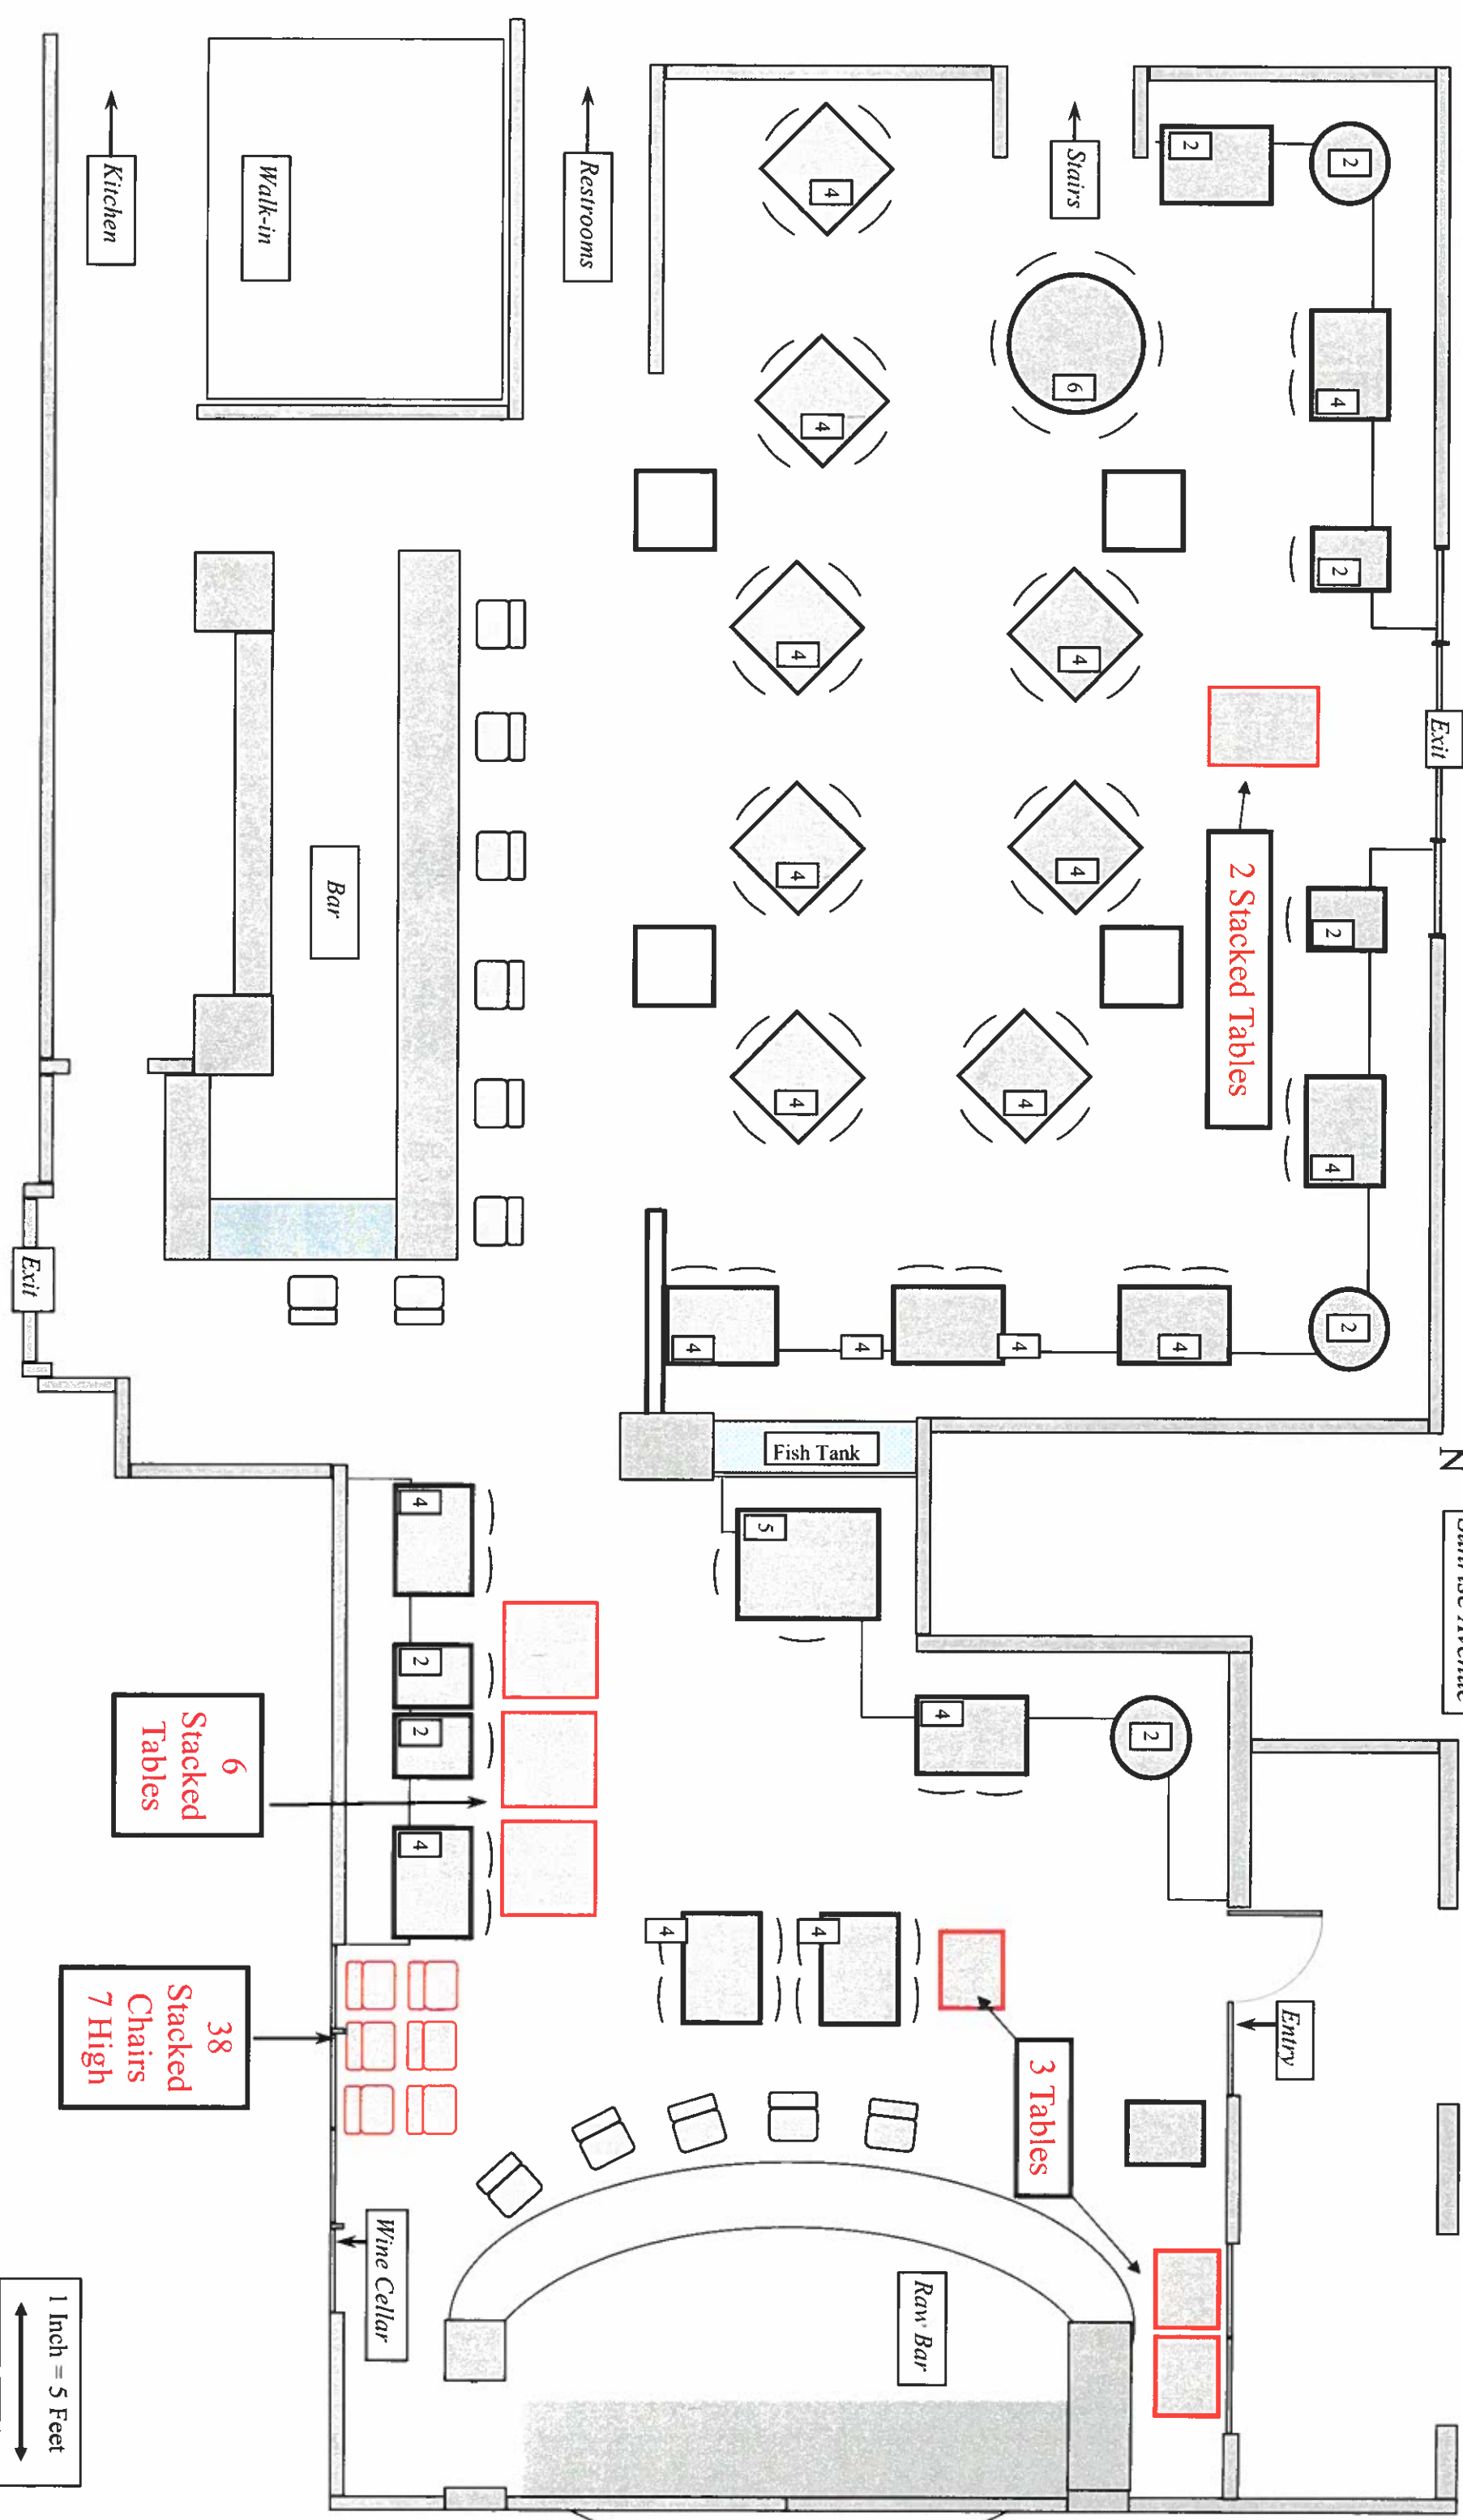 Exit
N
Sunrise Avenue
2
2
4
2
2
4
Entry
2 Stacked Tables
2
4
2
Stairs
6
4
4
3 Tables
4
4
4
Raw Bar
4
4
4
4
Fish Tank
4
4
4
5
4
4
Restrooms
4
2
2
4
Wine Cellar
Bar
Walk-in
6
Stacked
Tables
38
Stacked
Chairs
7 High
Kitchen
1 Inch = 5 Feet
Exit